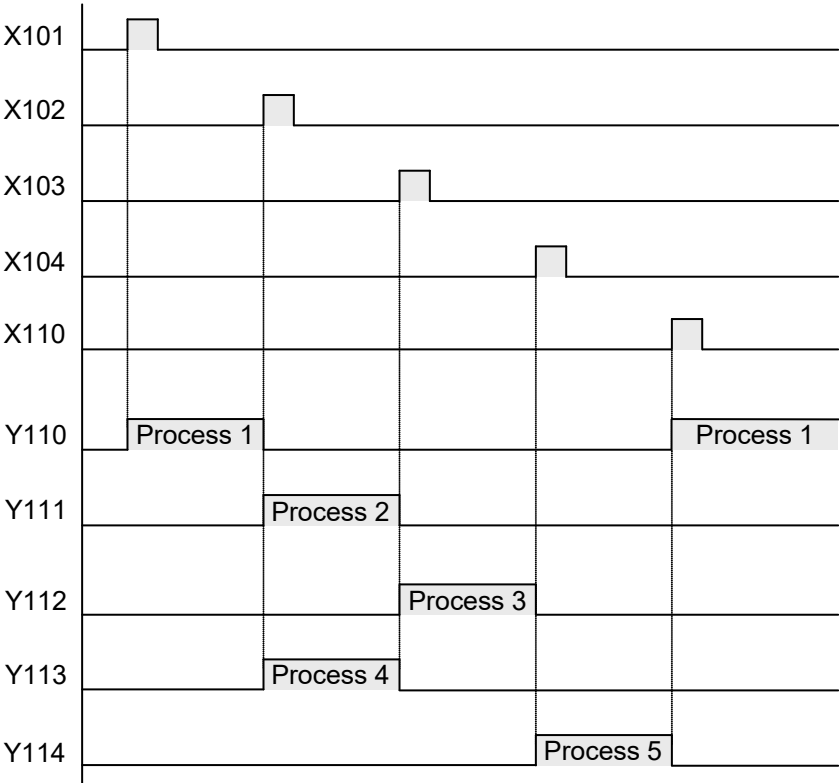 X101
X102
X103
X104
X110
Y110 Process 1 Process 1
Y111 Process 2
Y112 Process 3
Y113 Process 4
Y114 Process 5